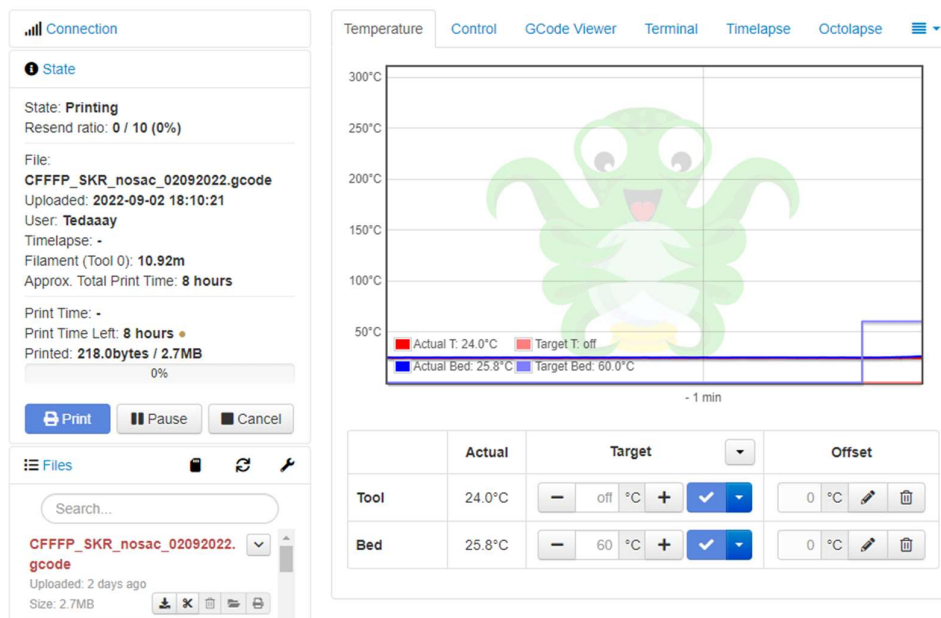 Connection
State
State: Printing
Resend ratio: 0 / 10 (0%)
File:
CFFFP_SKR_nosac_02092022.gcode
Uploaded: 2022-09-02 18:10:21
User: Tedaaay
Timelapse: -
Filament (Tool 0): 10.92m
Approx. Total Print Time: 8 hours
Print Time: -
Print Time Left: 8 hours
Printed: 218.0bytes / 2.7MB
0%
Print Pause Cancel
Files
Search...
CFFFP_SKR_nosac_02092022.
gcode
Uploaded: 2 days ago
Size: 2.7MB
Temperature Control GCode Viewer Terminal Timelapse Octolapse
300°C
250°C
200°C
150°C
100°C
50°C
Actual T: 24.0°C Target T: off
Actual Bed: 25.8°C Target Bed: 60.0°C
- 1 min
Actual Target Offset
Tool 24.0°C off °C 0 °C
Bed 25.8°C 60 °C 0 °C